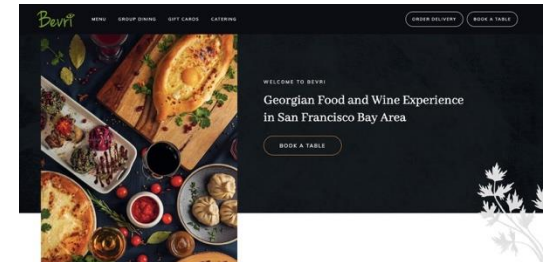 Bevri
MENU GROUP DINING GIFT CARDS CATERING
ORDER DELIVERY BOOK A TABLE
WELCOME TO BEVRI
Georgian Food and Wine Experience
in San Francisco Bay Area
BOOK A TABLE